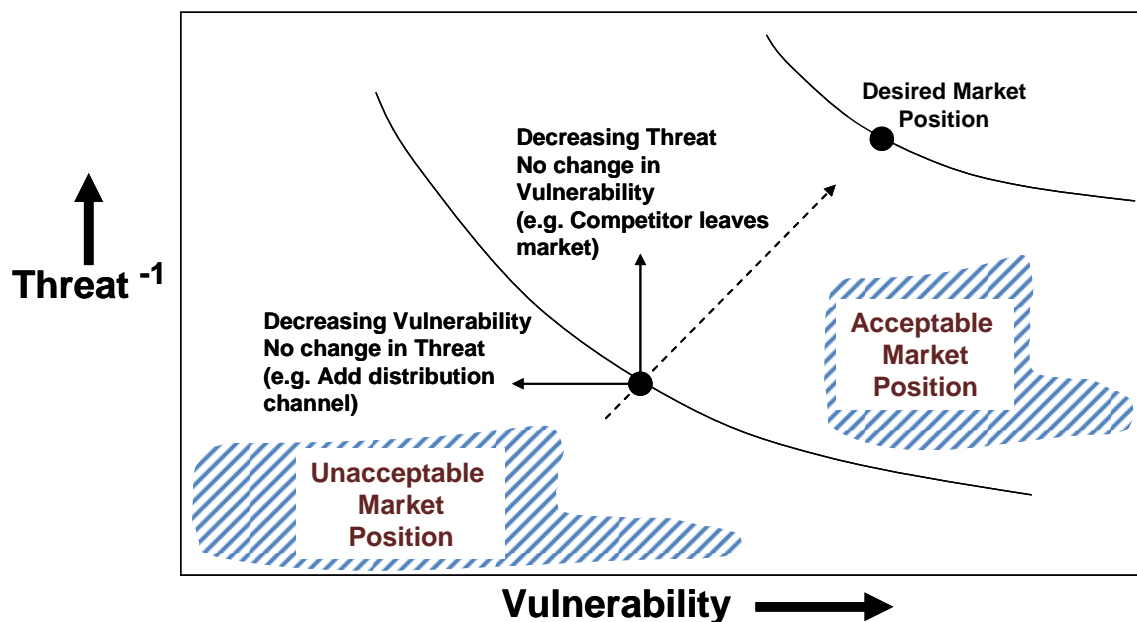 Desired Market
Position
Decreasing Threat
No change in
Vulnerability
(e.g. Competitor leaves
market)
Threat -1
Decreasing Vulnerability
No change in Threat
(e.g. Add distribution
channel)
Acceptable
Market
Position
Unacceptable
Market
Position
Vulnerability